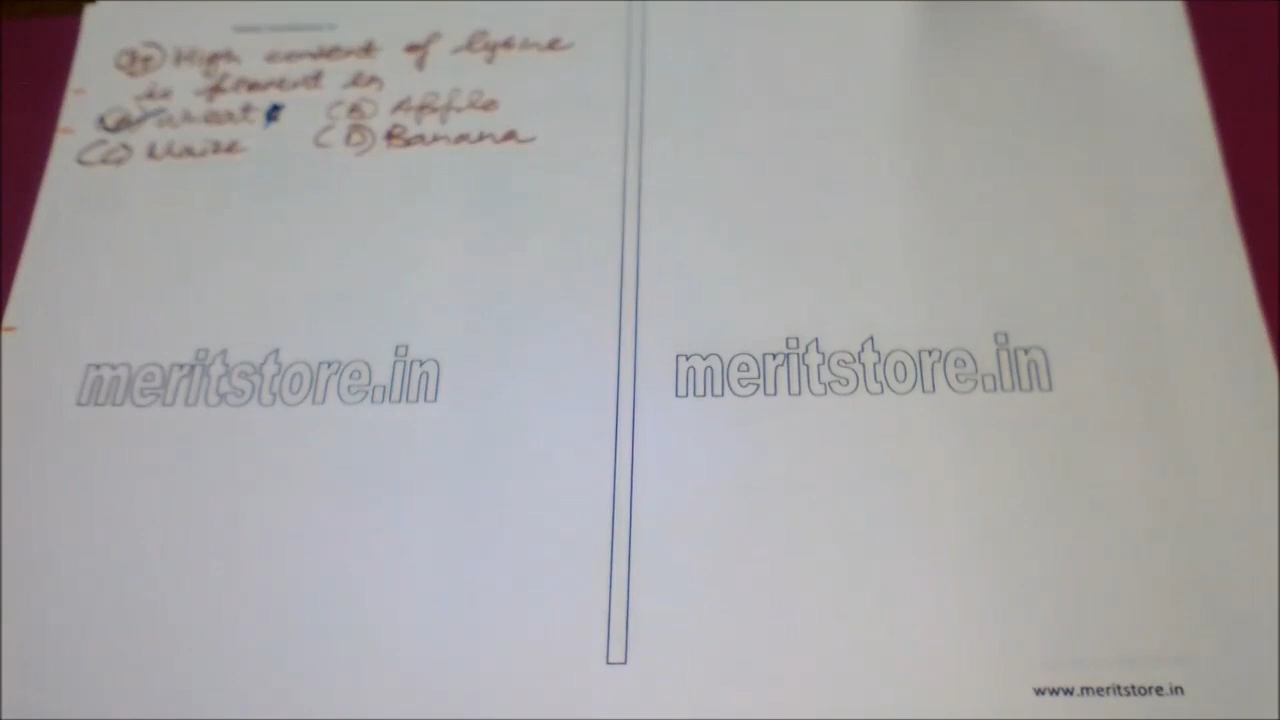 High content of lysine
is present in
(A) Wheat (B) Apple
(C) Maize (D) Banana
meritstore.in
meritstore.in
www.meritstore.in